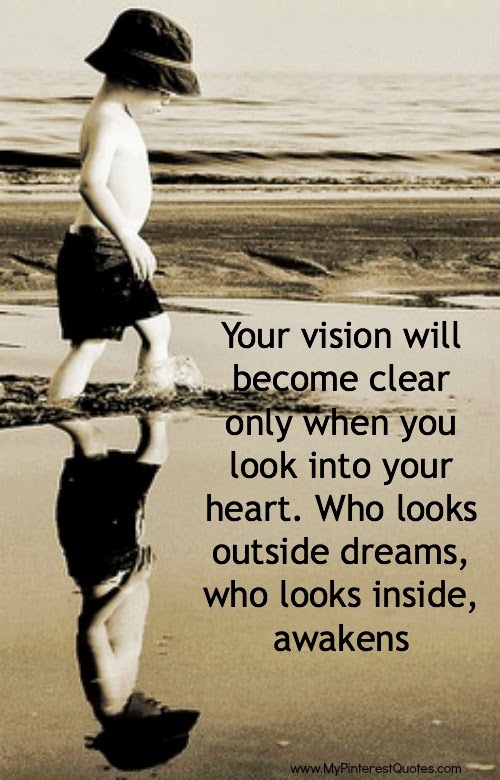 Your vision will
become clear
only when you
look into your
heart. Who looks
outside dreams,
who looks inside,
awakens
www.MyPinterestQuotes.com